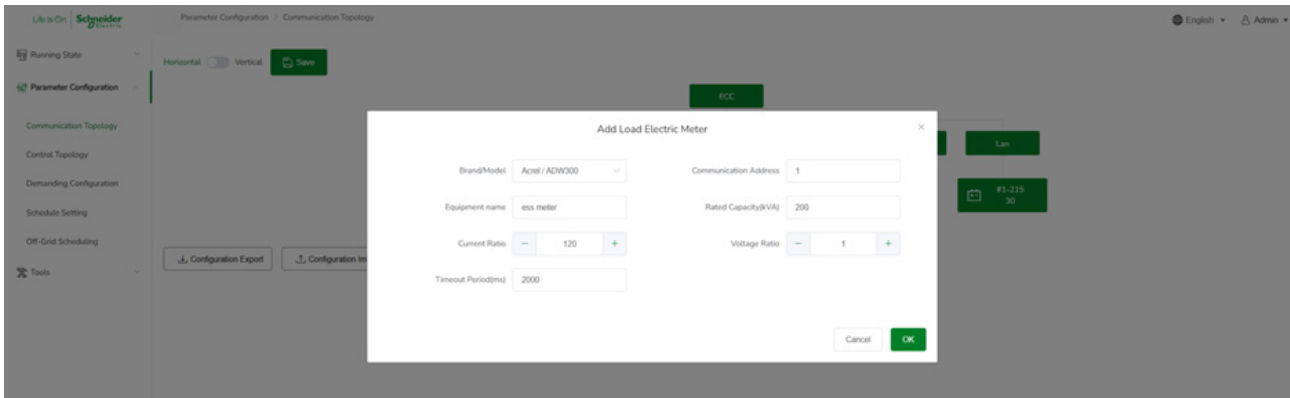 Life Is On | Schneider Electric
Parameter Configuration / Communication Topology
English
Admin
Running State
Horizontal
Vertical
Save
Parameter Configuration
ECC
Communication Topology
Add Load Electric Meter
Lan
Control Topology
Brand/Model
Acrel / ADW300
Communication Address
1
Demanding Configuration
#1-215
30
Equipment name
ess meter
Rated Capacity(kVA)
200
Schedule Setting
Off-Grid Scheduling
Current Ratio
−
120
+
Voltage Ratio
−
1
+
Configuration Export
Configuration Im
Tools
Timeout Period(ms)
2000
Cancel
OK